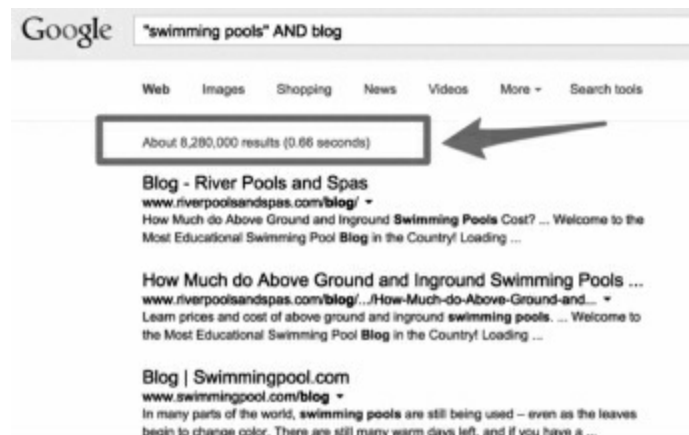 Google "swimming pools" AND blog
Web Images Shopping News Videos More Search tools
About 8,280,000 results (0.66 seconds)
Blog - River Pools and Spas
www.riverpoolsandspas.com/blog/
How Much do Above Ground and Inground Swimming Pools Cost? ... Welcome to the
Most Educational Swimming Pool Blog in the Country! Loading ...
How Much do Above Ground and Inground Swimming Pools ...
www.riverpoolsandspas.com/blog/.../How-Much-do-Above-Ground-and...
Learn prices and cost of above ground and inground swimming pools. ... Welcome to
the Most Educational Swimming Pool Blog in the Country! Loading ...
Blog | Swimmingpool.com
www.swimmingpool.com/blog
In many parts of the world, swimming pools are still being used – even as the leaves
begin to change color. There are still many warm days left, and if you have a ...